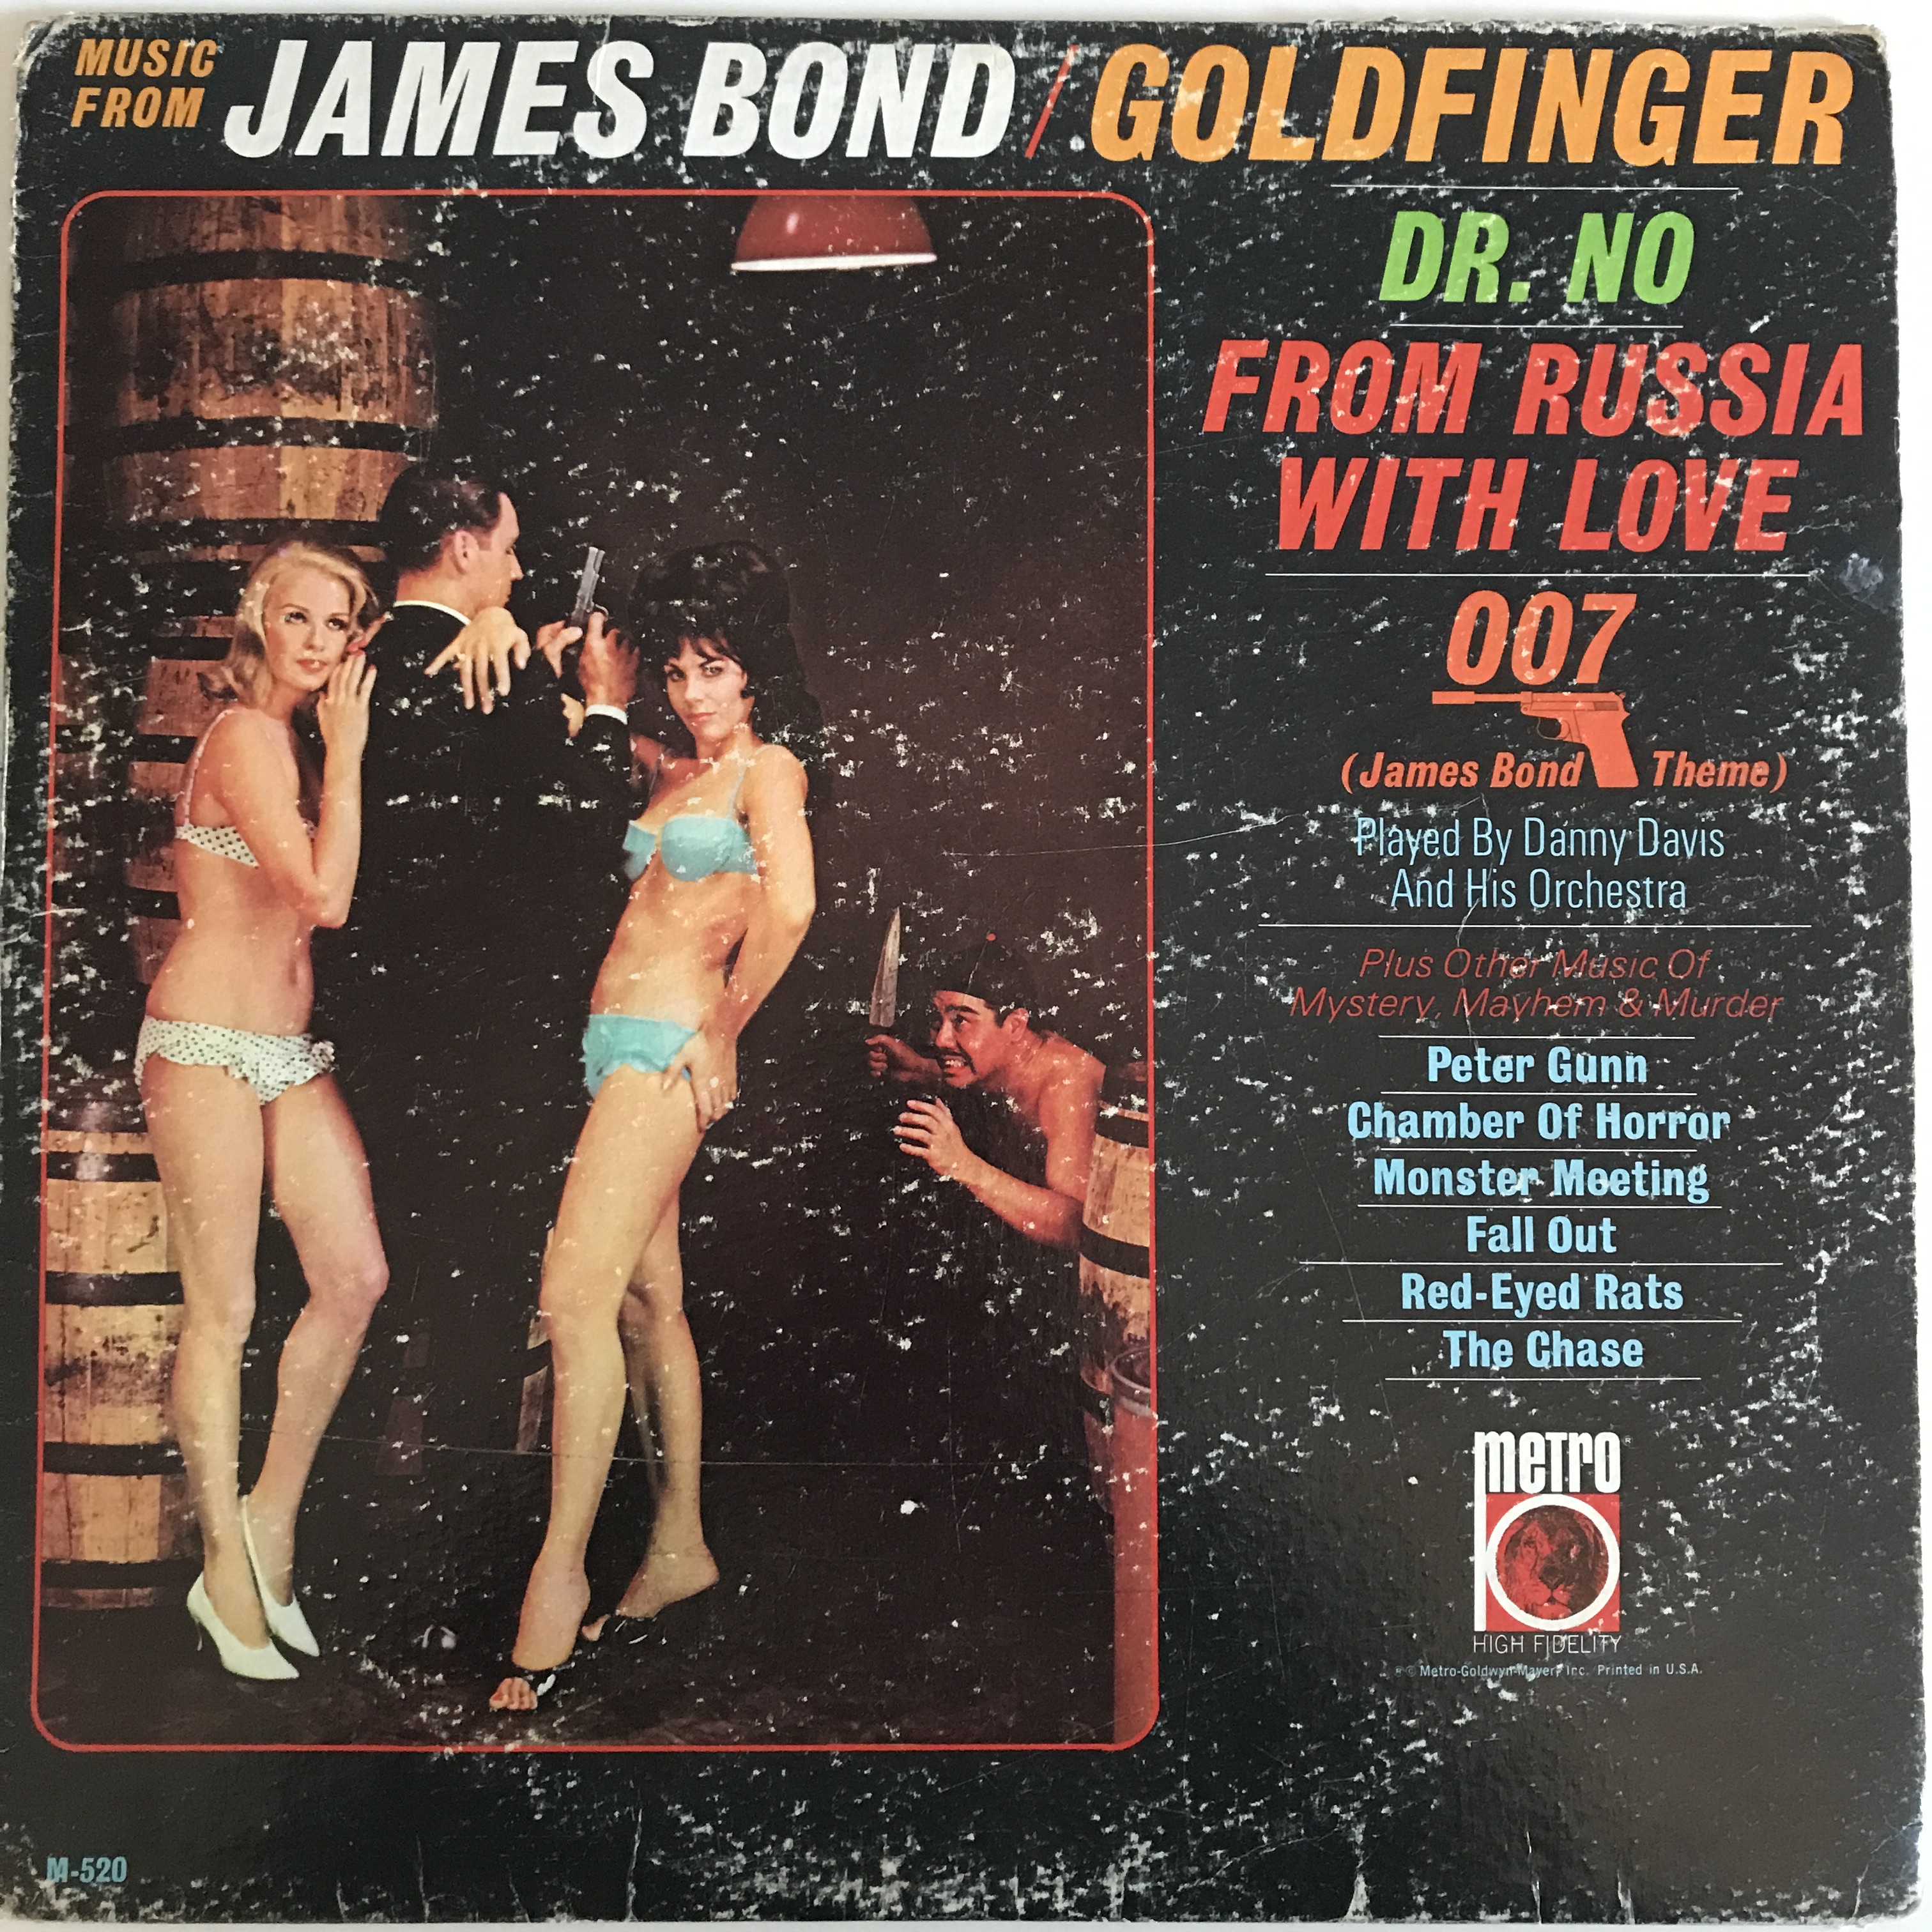 MUSIC
FROM
JAMES BOND/GOLDFINGER
DR. NO
FROM RUSSIA
WITH LOVE
007
(James Bond Theme)
Played By Danny Davis
And His Orchestra
Plus Other Music Of
Mystery, Mayhem & Murder
Peter Gunn
Chamber Of Horror
Monster Meeting
Fall Out
Red-Eyed Rats
The Chase
metro
HIGH FIDELITY
℗ © Metro-Goldwyn-Mayer, Inc. Printed in U.S.A.
M-520